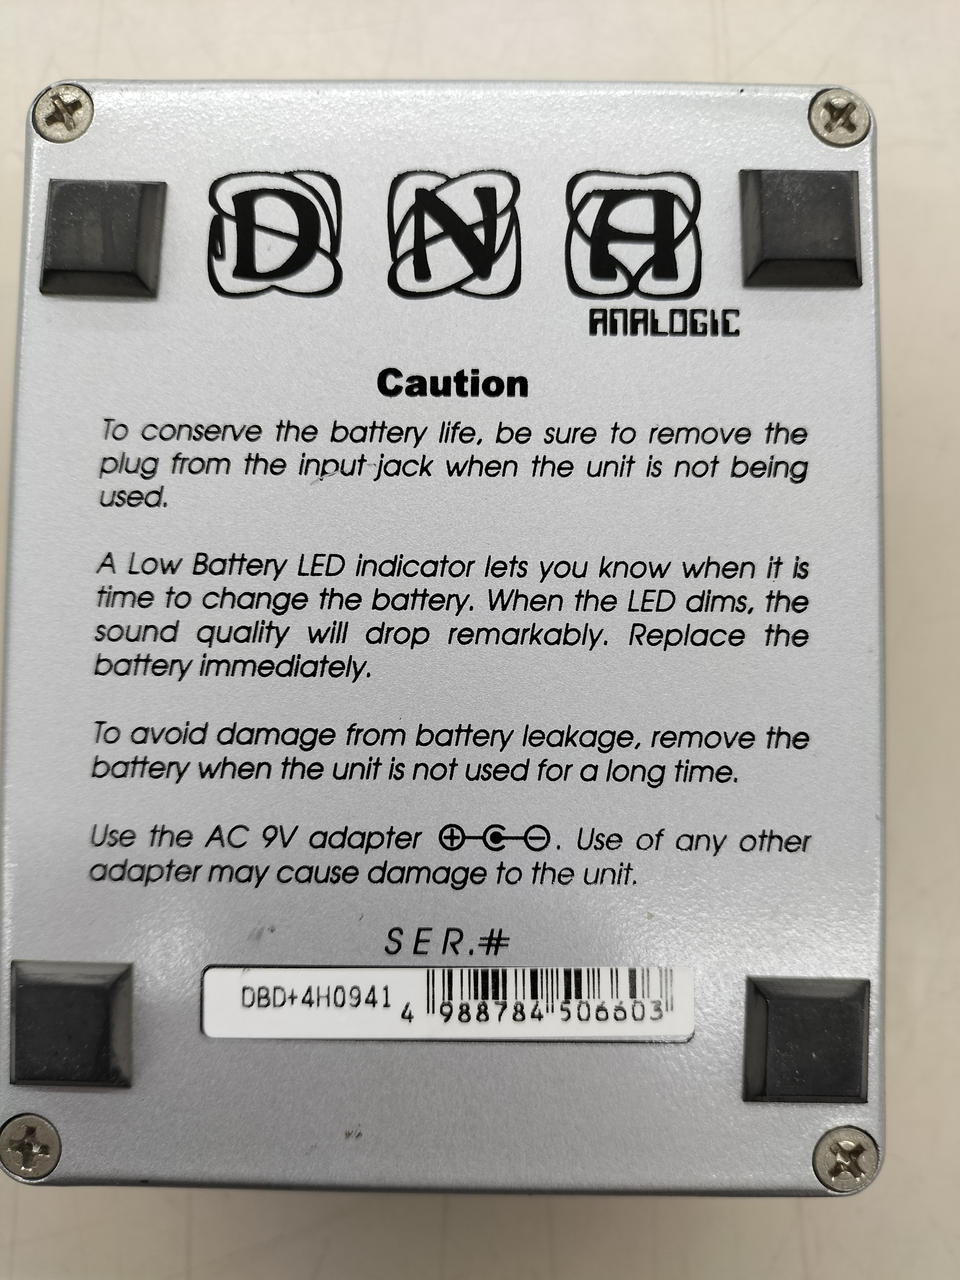 DNA
ANALOGIC
Caution
To conserve the battery life, be sure to remove the
plug from the input jack when the unit is not being
used.
A Low Battery LED indicator lets you know when it is
time to change the battery. When the LED dims, the
sound quality will drop remarkably. Replace the
battery immediately.
To avoid damage from battery leakage, remove the
battery when the unit is not used for a long time.
Use the AC 9V adapter ⊕-C-⊖. Use of any other
adapter may cause damage to the unit.
SER.#
DBD+4H0941
4 988784 506603